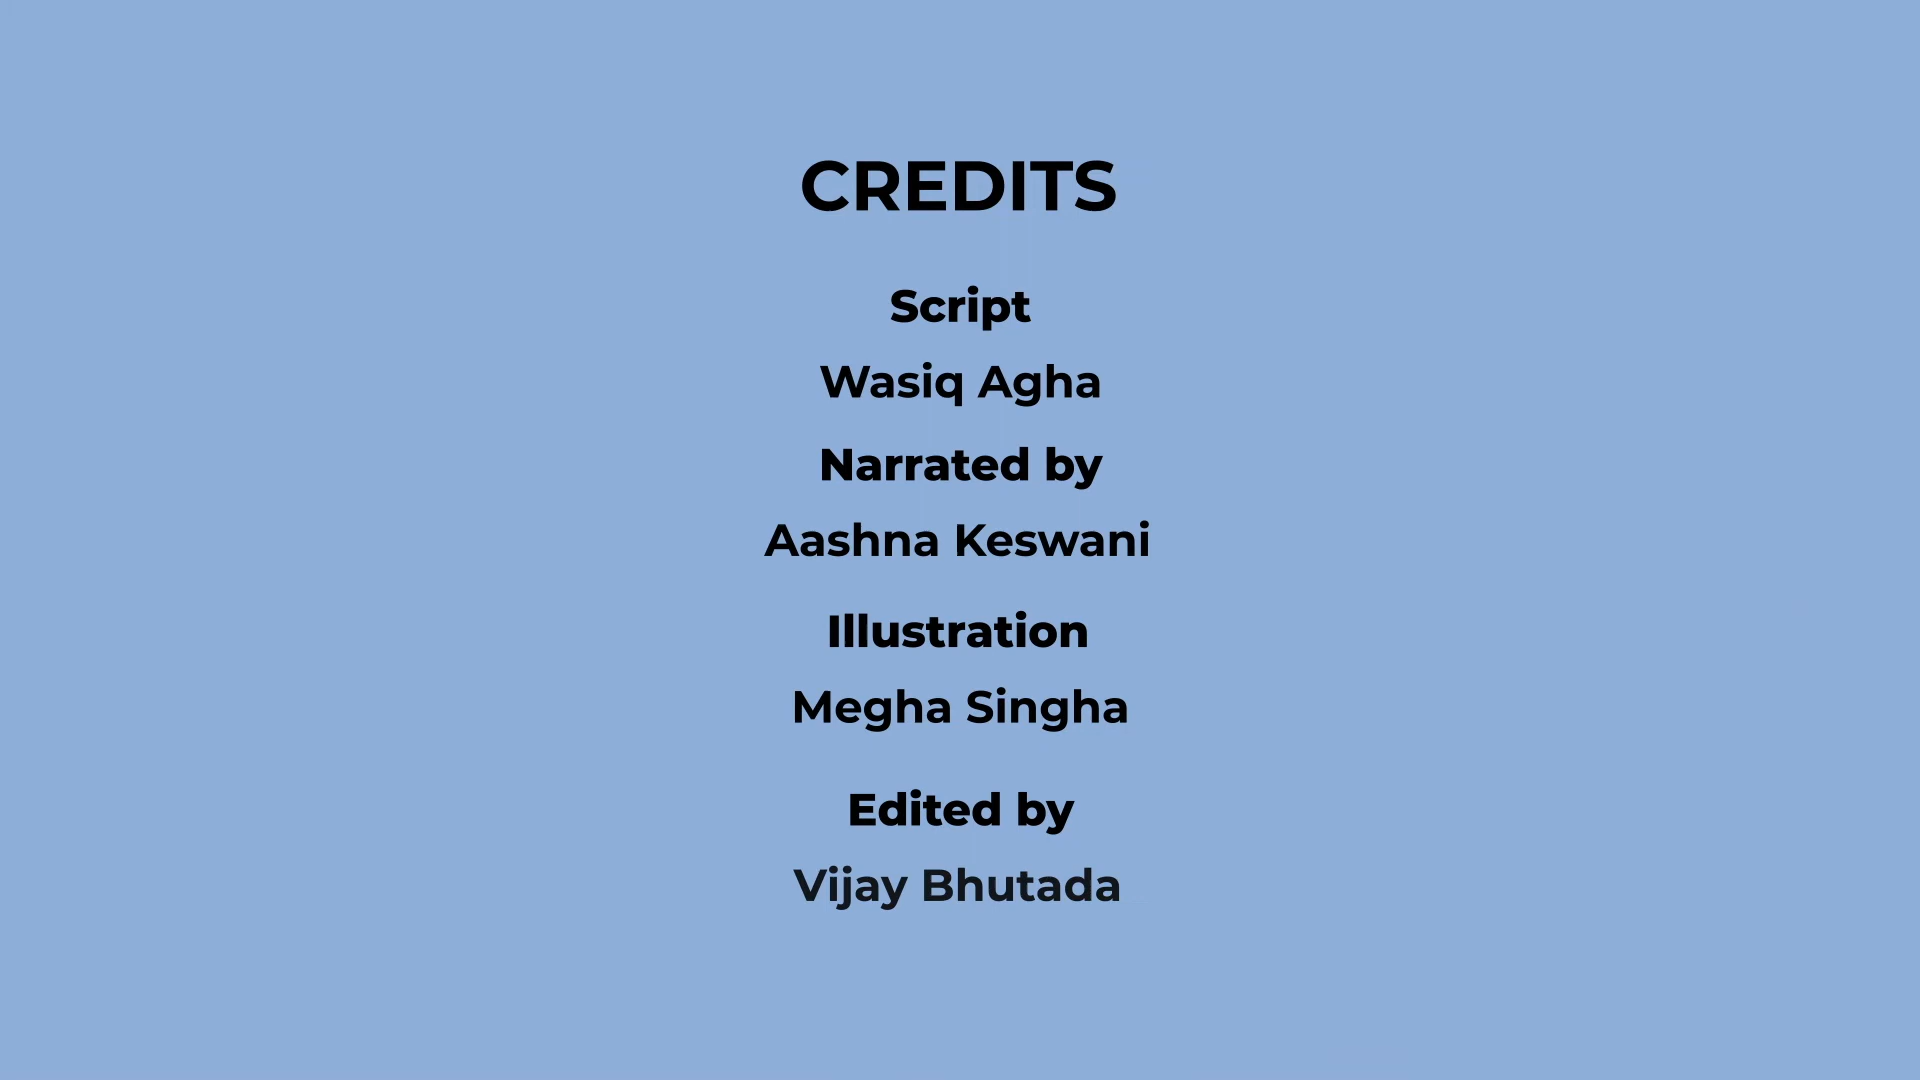 CREDITS
Script
Wasiq Agha
Narrated by
Aashna Keswani
Illustration
Megha Singha
Edited by
Vijay Bhutada